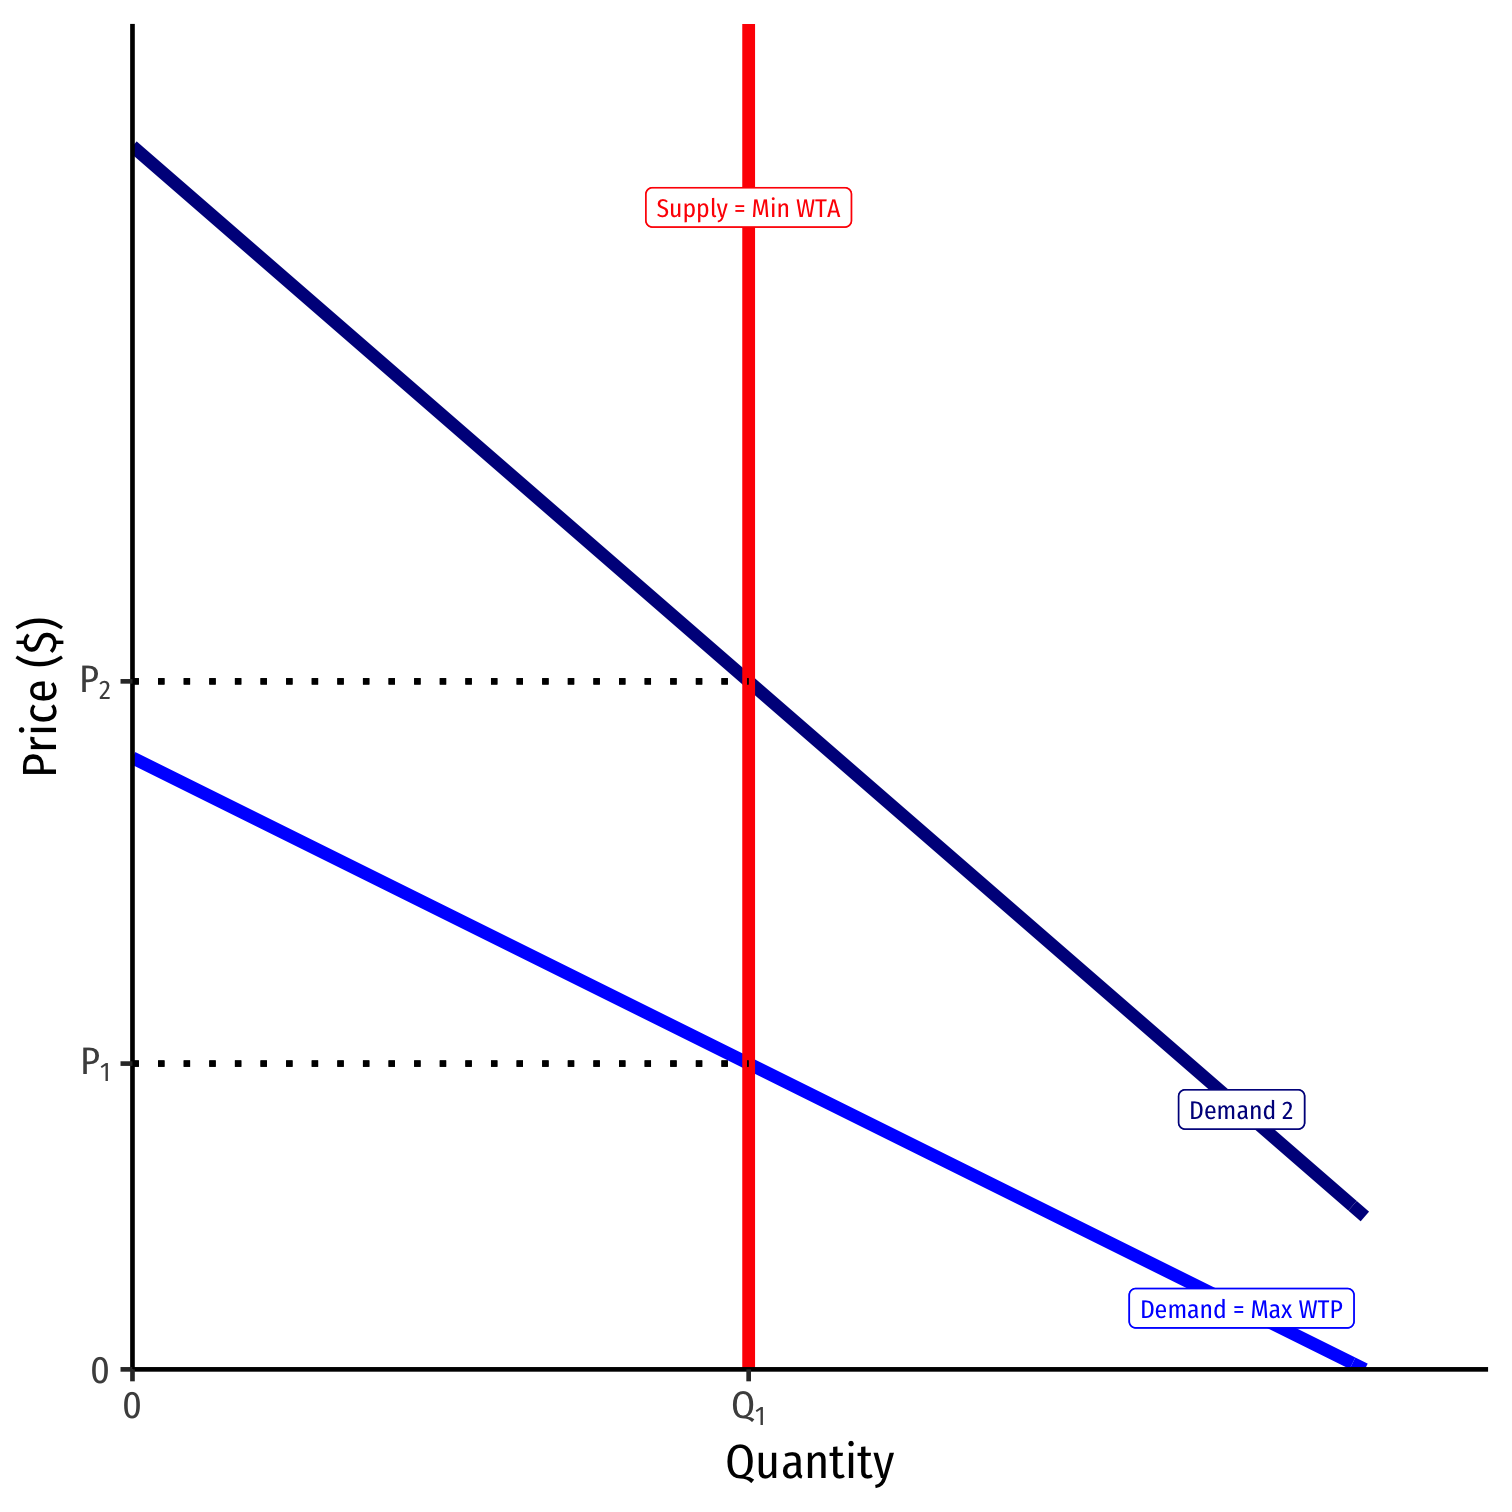 Supply = Min WTA
Price ($)
P₂
P₁
Demand 2
Demand = Max WTP
0
0
Q₁
Quantity